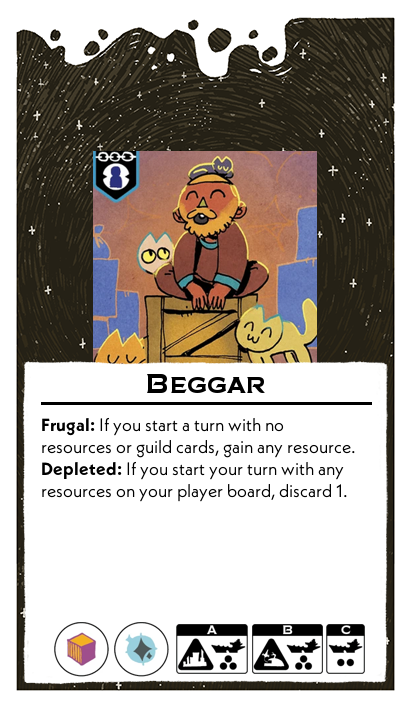 BEGGAR
Frugal: If you start a turn with no
resources or guild cards, gain any resource.
Depleted: If you start your turn with any
resources on your player board, discard 1.
A B C